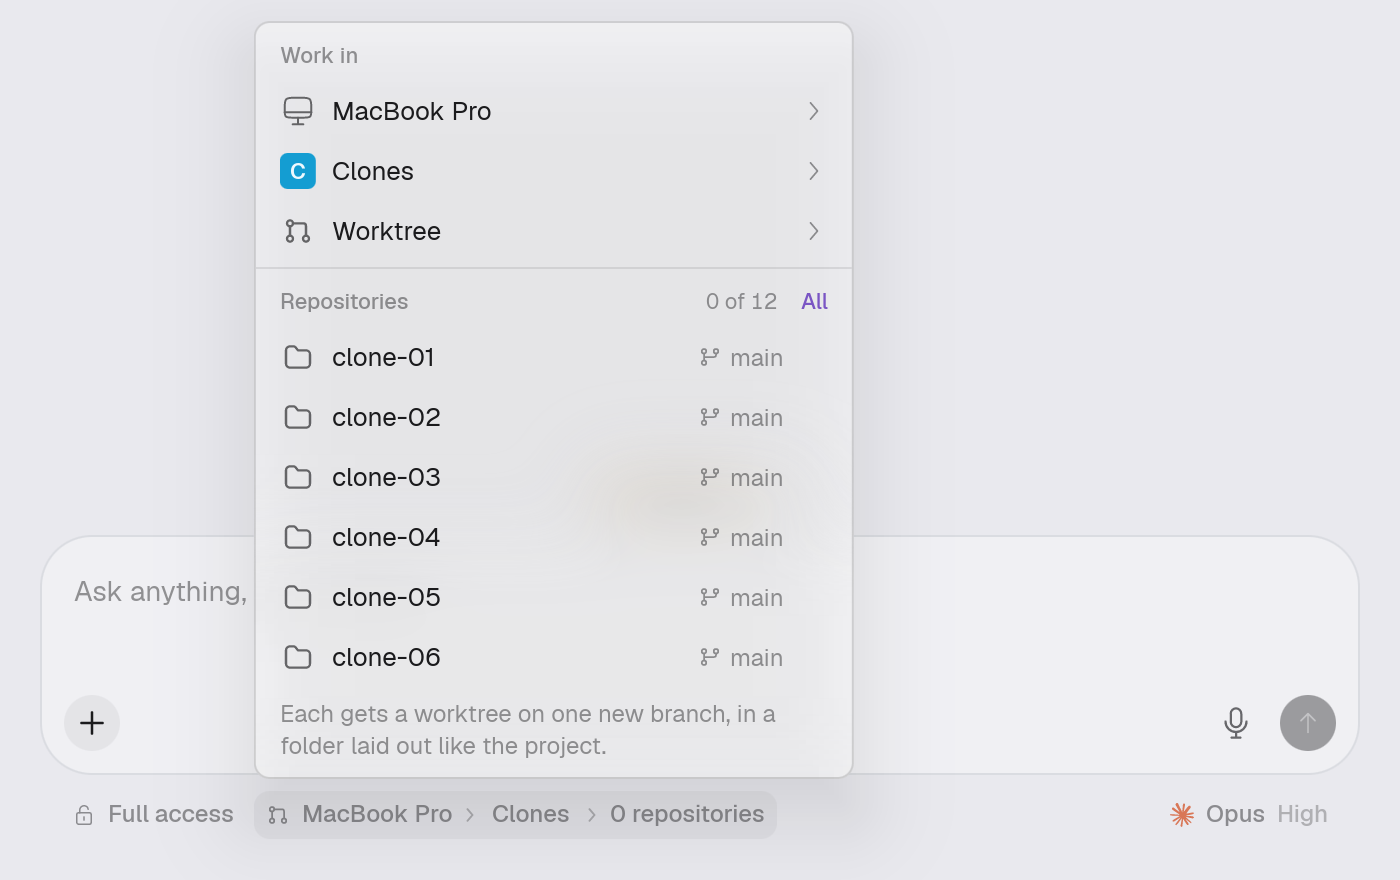 Work in
MacBook Pro
C Clones
Worktree
Repositories 0 of 12 All
clone-01 main
clone-02 main
clone-03 main
clone-04 main
clone-05 main
clone-06 main
Each gets a worktree on one new branch, in a
folder laid out like the project.
Ask anything,
Full access MacBook Pro Clones 0 repositories Opus High